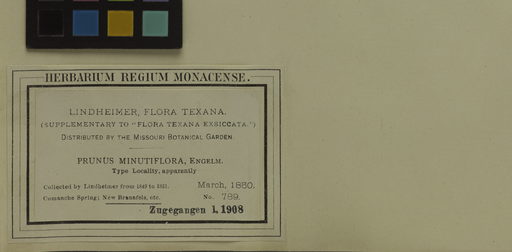 HERBARIUM REGIUM MONACENSE.
LINDHEIMER, FLORA TEXANA.
(SUPPLEMENTARY TO "FLORA TEXANA EXSICCATA.")
DISTRIBUTED BY THE MISSOURI BOTANICAL GARDEN.
PRUNUS MINUTIFLORA, ENGELM.
Type Locality, apparently
Collected by Lindheimer from 1849 to 1851. March, 1850.
Comanche Spring; New Braunfels, etc. No. 789.
Zugegangen 1, 1908